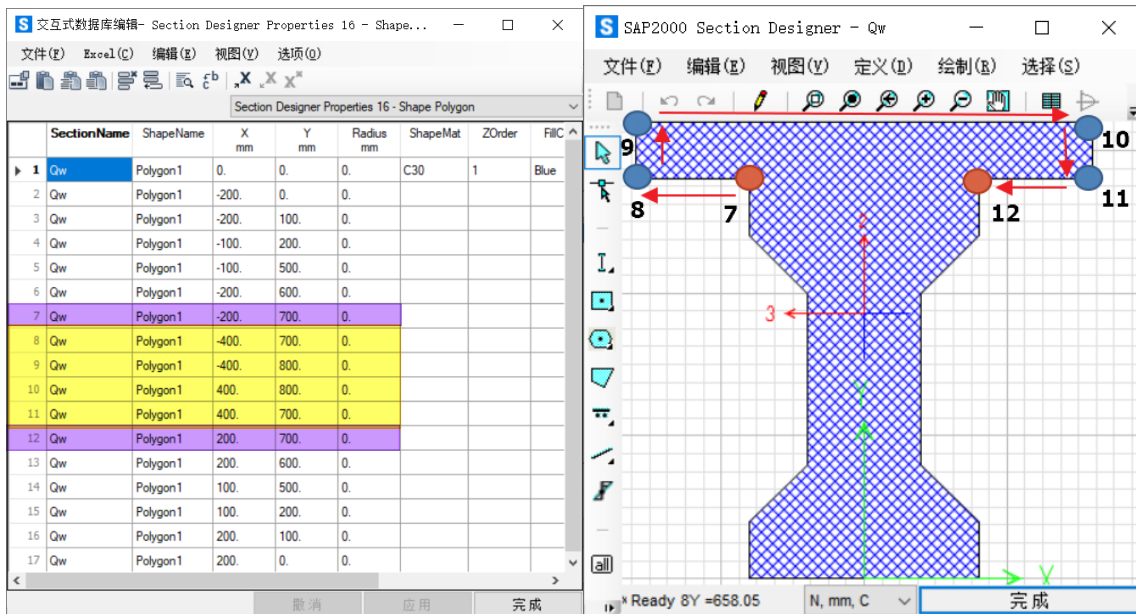 交互式数据库编辑- Section Designer Properties 16 - Shape...
文件(F) Excel(C) 编辑(E) 视图(V) 选项(O)
Section Designer Properties 16 - Shape Polygon
SectionName ShapeName X mm Y mm Radius mm ShapeMat ZOrder FillC
1 Qw Polygon1 0. 0. 0. C30 1 Blue
2 Qw Polygon1 -200. 0. 0.
3 Qw Polygon1 -200. 100. 0.
4 Qw Polygon1 -100. 200. 0.
5 Qw Polygon1 -100. 500. 0.
6 Qw Polygon1 -200. 600. 0.
7 Qw Polygon1 -200. 700. 0.
8 Qw Polygon1 -400. 700. 0.
9 Qw Polygon1 -400. 800. 0.
10 Qw Polygon1 400. 800. 0.
11 Qw Polygon1 400. 700. 0.
12 Qw Polygon1 200. 700. 0.
13 Qw Polygon1 200. 600. 0.
14 Qw Polygon1 100. 500. 0.
15 Qw Polygon1 100. 200. 0.
16 Qw Polygon1 200. 100. 0.
17 Qw Polygon1 200. 0. 0.
撤消 应用 完成
SAP2000 Section Designer - Qw
文件(F) 编辑(E) 视图(V) 定义(D) 绘制(R) 选择(S)
9 10
8 7 12 11
2
3
Y
X
all
Ready 8Y =658.05 N, mm, C 完成